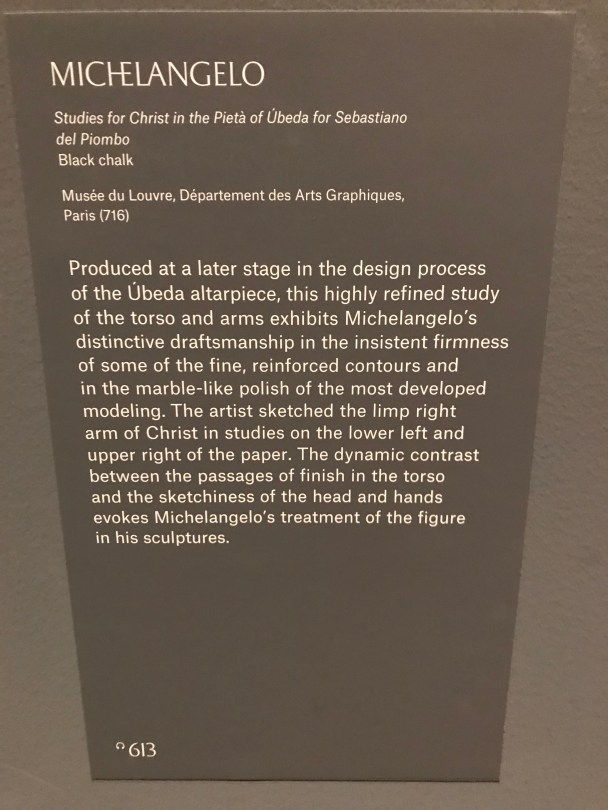 MICHELANGELO
Studies for Christ in the Pietà of Úbeda for Sebastiano
del Piombo
Black chalk
Musée du Louvre, Département des Arts Graphiques,
Paris (716)
Produced at a later stage in the design process
of the Úbeda altarpiece, this highly refined study
of the torso and arms exhibits Michelangelo's
distinctive draftsmanship in the insistent firmness
of some of the fine, reinforced contours and
in the marble-like polish of the most developed
modeling. The artist sketched the limp right
arm of Christ in studies on the lower left and
upper right of the paper. The dynamic contrast
between the passages of finish in the torso
and the sketchiness of the head and hands
evokes Michelangelo's treatment of the figure
in his sculptures.
613